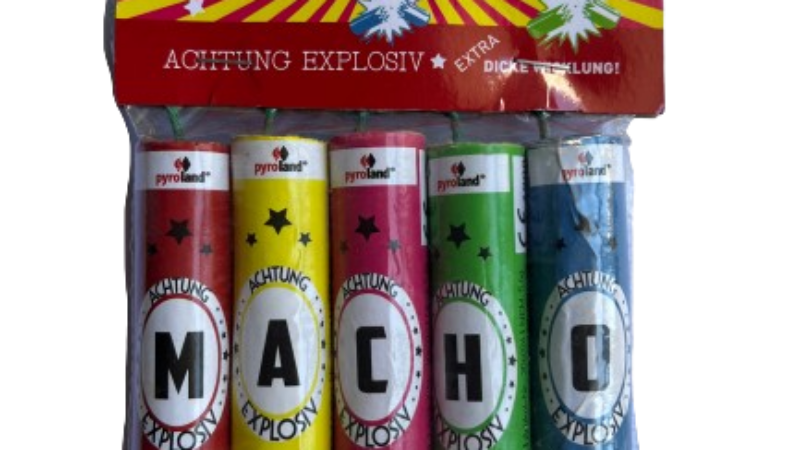 ACHTUNG EXPLOSIV ★ EXTRA DICKE WICKLUNG!
pyroland pyroland pyroland pyroland pyroland
ACHTUNG ACHTUNG ACHTUNG ACHTUNG ACHTUNG
M A C H O
EXPLOSIV EXPLOSIV EXPLOSIV EXPLOSIV EXPLOSIV